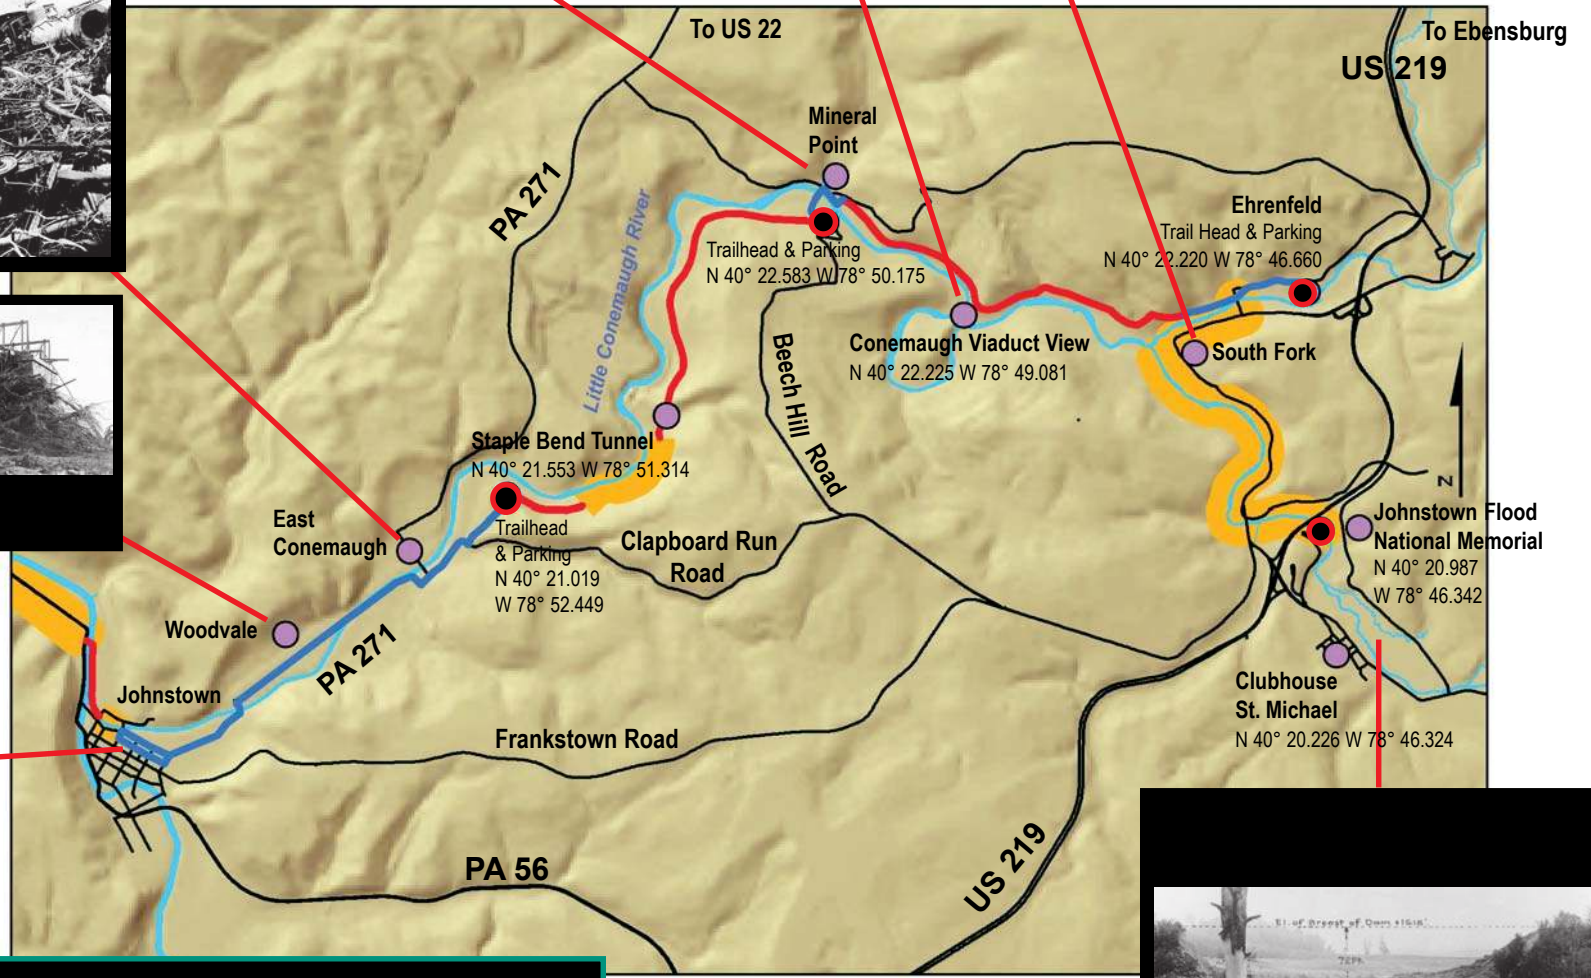 To US 22
To Ebensburg
US 219
Mineral
Point
PA 271
Little Conemaugh River
Ehrenfeld
Trail Head & Parking
N 40° 22.220 W 78° 46.660
Trailhead & Parking
N 40° 22.583 W 78° 50.175
Conemaugh Viaduct View
N 40° 22.225 W 78° 49.081
South Fork
Beech Hill Road
Staple Bend Tunnel
N 40° 21.553 W 78° 51.314
East
Conemaugh
Trailhead
& Parking
N 40° 21.019
W 78° 52.449
Clapboard Run
Road
N
Johnstown Flood
National Memorial
N 40° 20.987
W 78° 46.342
Woodvale
PA 271
Johnstown
Clubhouse
St. Michael
N 40° 20.226 W 78° 46.324
Frankstown Road
PA 56
US 219
El. of Breast of Dam